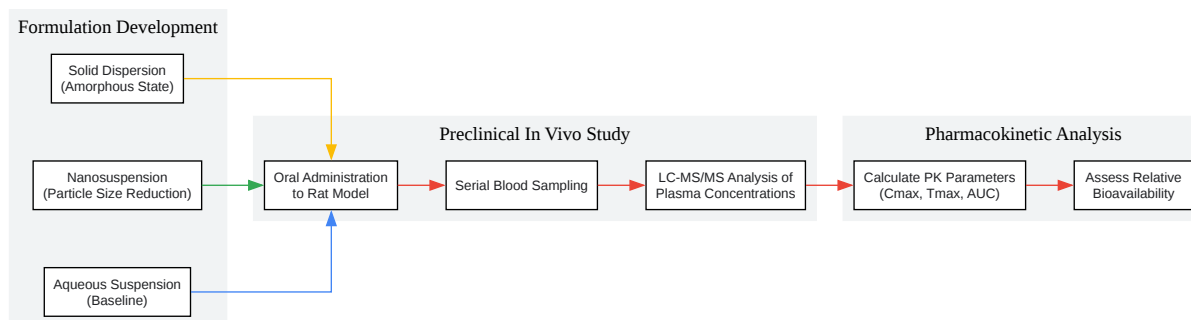 Formulation Development
Solid Dispersion
(Amorphous State)
Nanosuspension
(Particle Size Reduction)
Aqueous Suspension
(Baseline)
Preclinical In Vivo Study
Oral Administration
to Rat Model
Serial Blood Sampling
LC-MS/MS Analysis of
Plasma Concentrations
Pharmacokinetic Analysis
Calculate PK Parameters
(Cmax, Tmax, AUC)
Assess Relative
Bioavailability